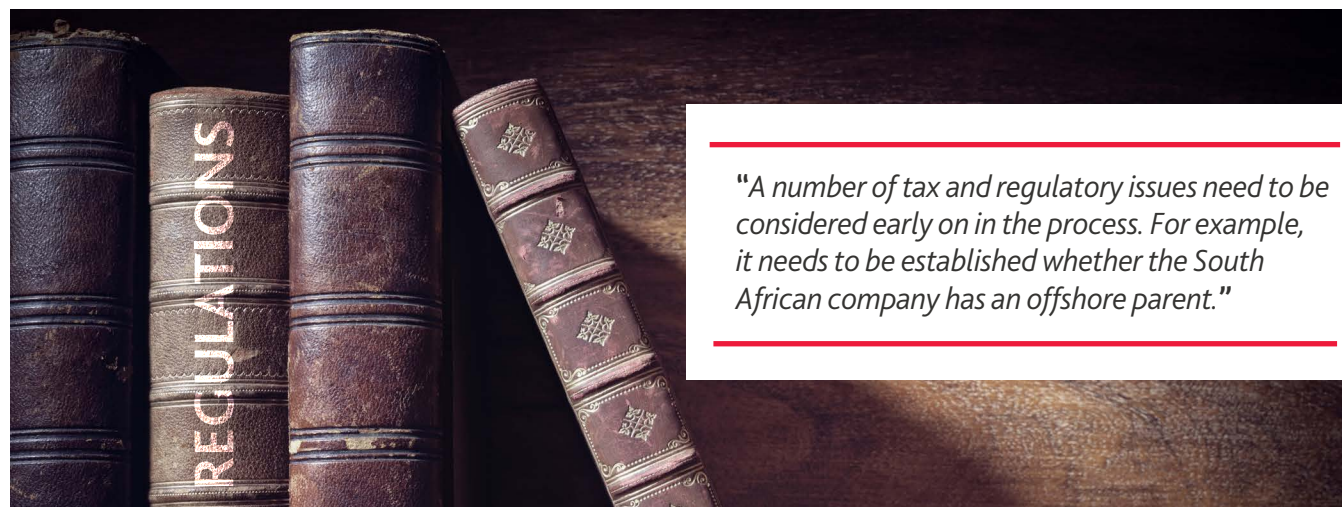 REGULATIONS
“A number of tax and regulatory issues need to be
considered early on in the process. For example,
it needs to be established whether the South
African company has an offshore parent.”